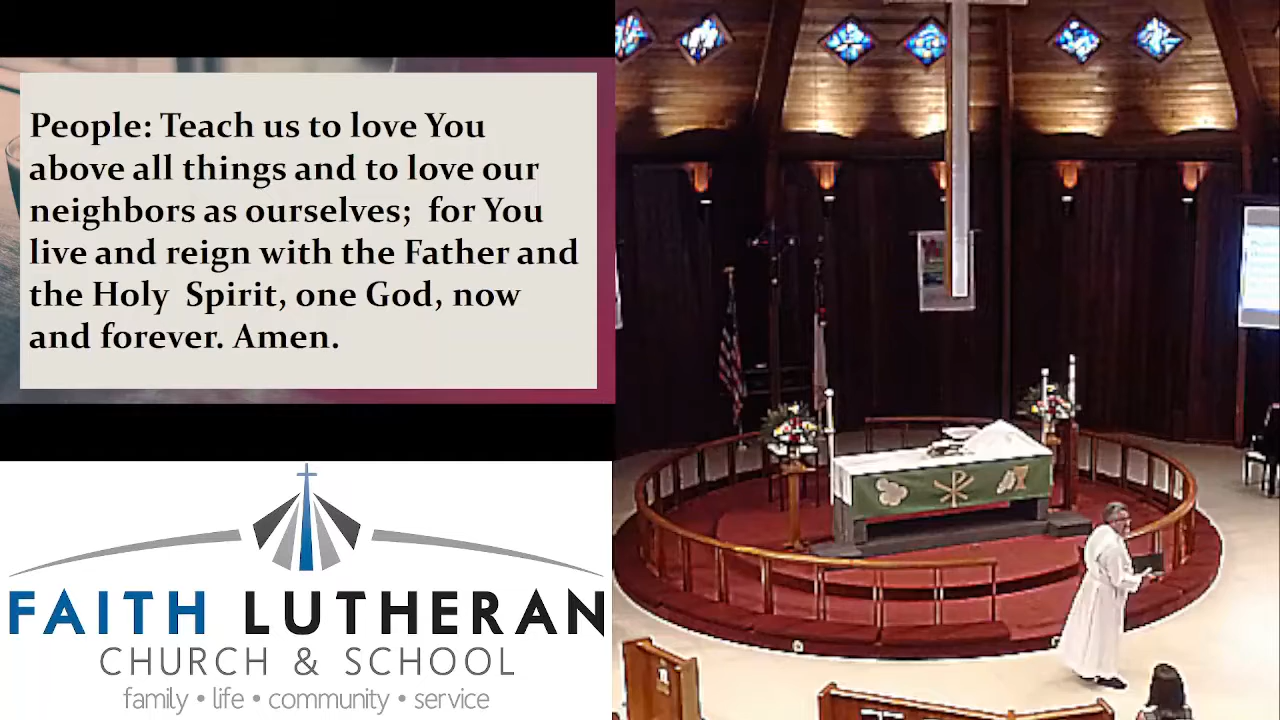 People: Teach us to love You
above all things and to love our
neighbors as ourselves;  for You
live and reign with the Father and
the Holy  Spirit, one God, now
and forever. Amen.
FAITH LUTHERAN
CHURCH & SCHOOL
family • life • community • service